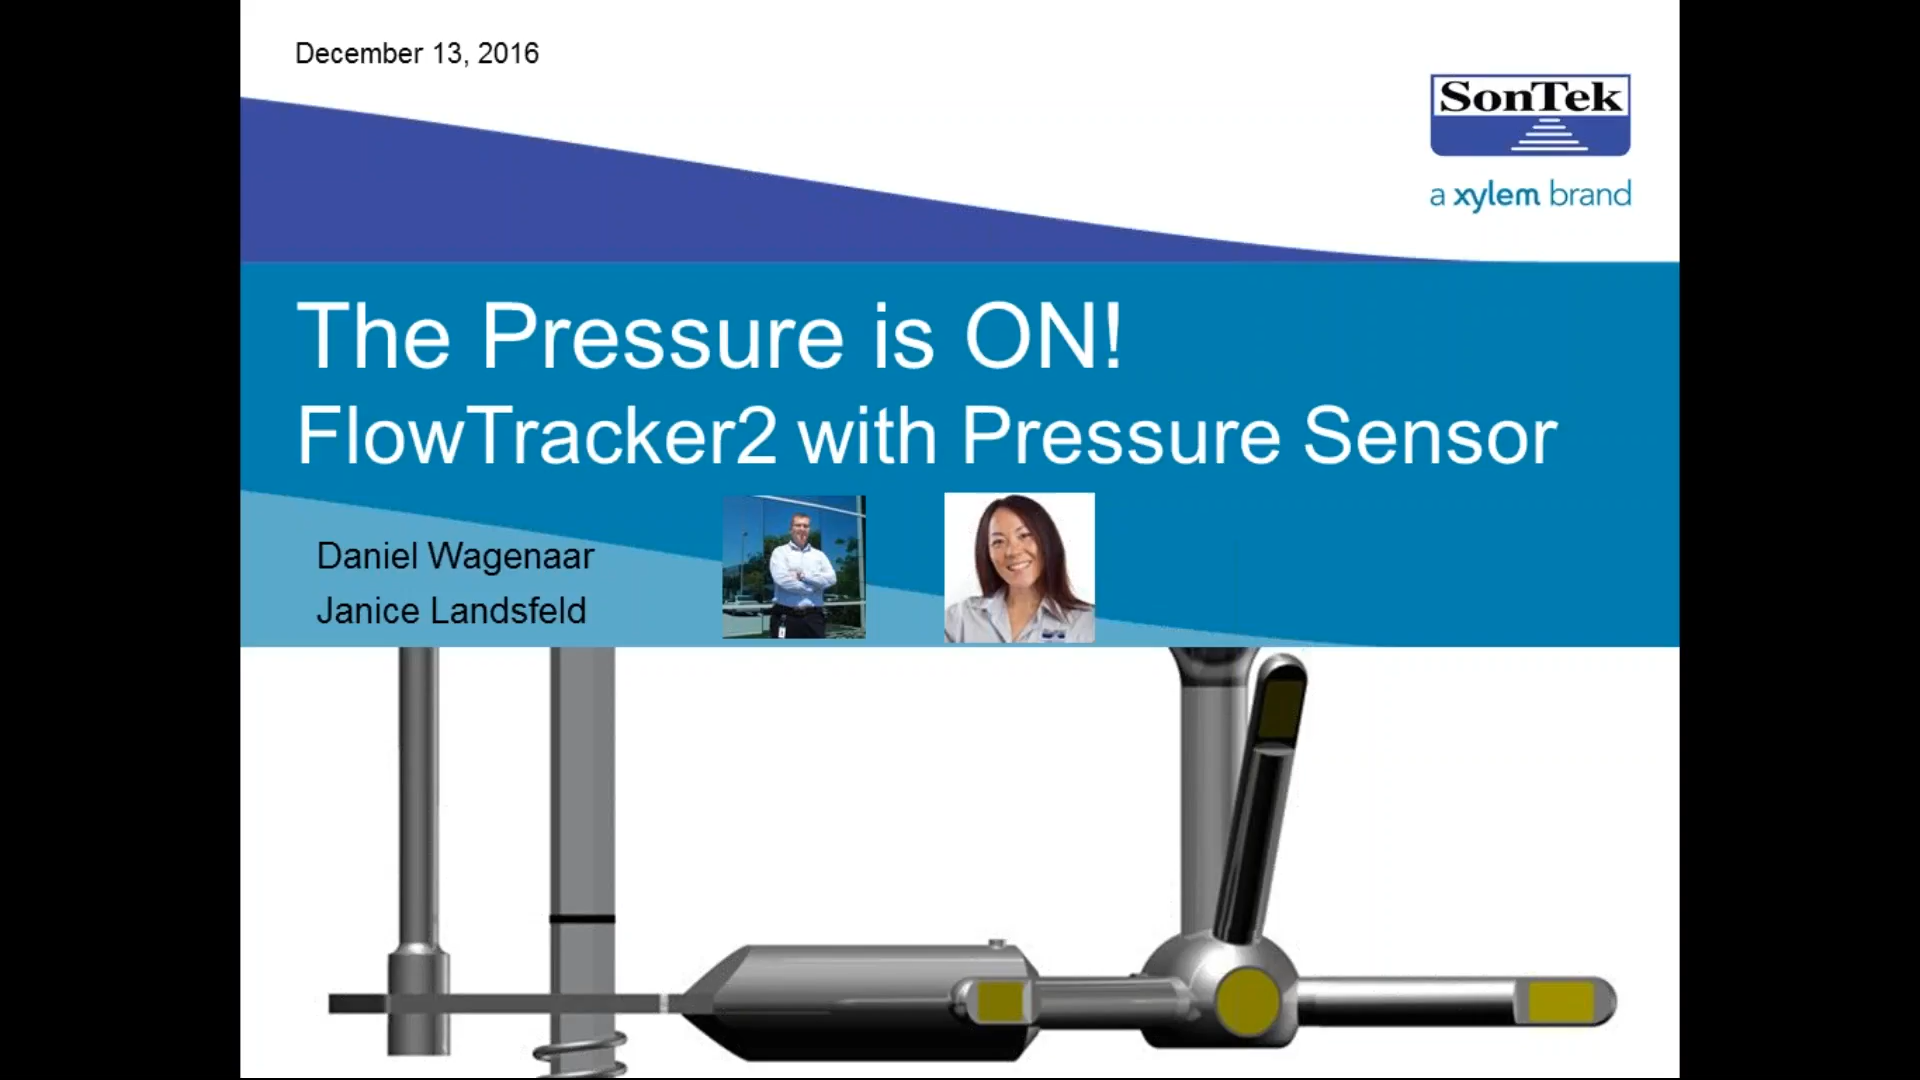 December 13, 2016
SonTek
a xylem brand
The Pressure is ON!
FlowTracker2 with Pressure Sensor
Daniel Wagenaar
Janice Landsfeld